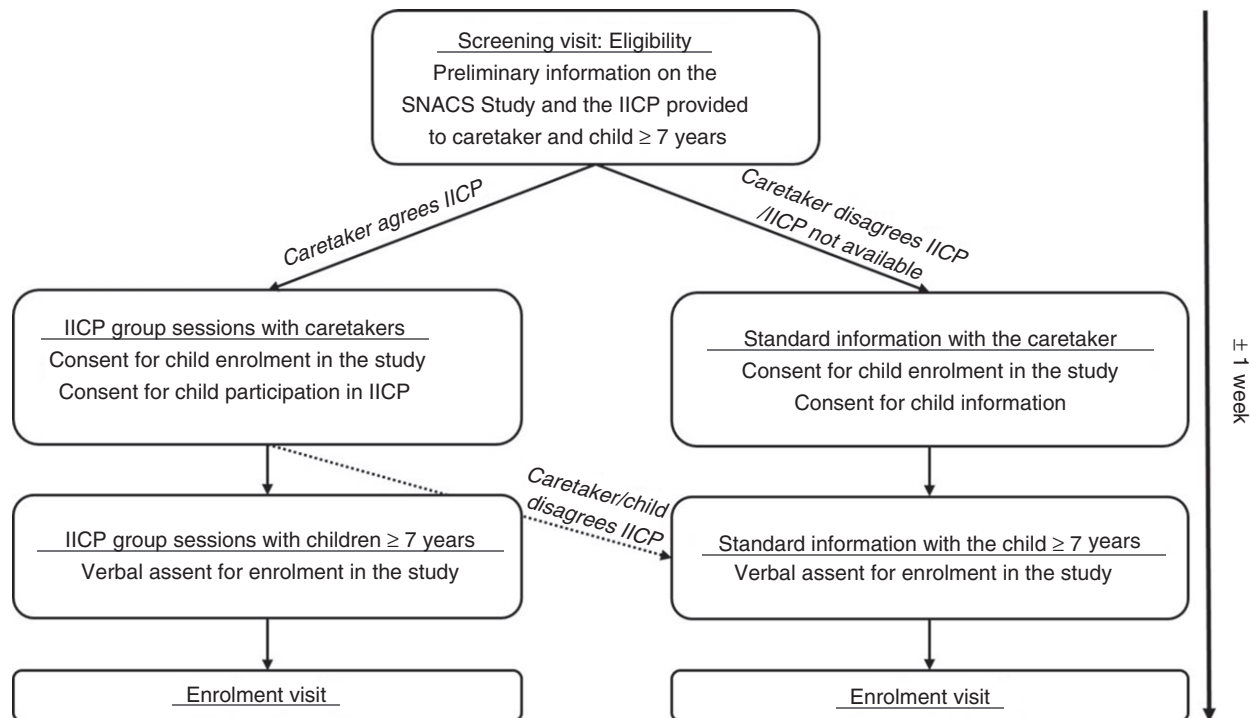 Screening visit: Eligibility
Preliminary information on the
SNACS Study and the IICP provided
to caretaker and child ≥ 7 years
Caretaker agrees IICP
Caretaker disagrees IICP
/IICP not available
IICP group sessions with caretakers
Consent for child enrolment in the study
Consent for child participation in IICP
Standard information with the caretaker
Consent for child enrolment in the study
Consent for child information
± 1 week
Caretaker/child
disagrees IICP
IICP group sessions with children ≥ 7 years
Verbal assent for enrolment in the study
Standard information with the child ≥ 7 years
Verbal assent for enrolment in the study
Enrolment visit
Enrolment visit